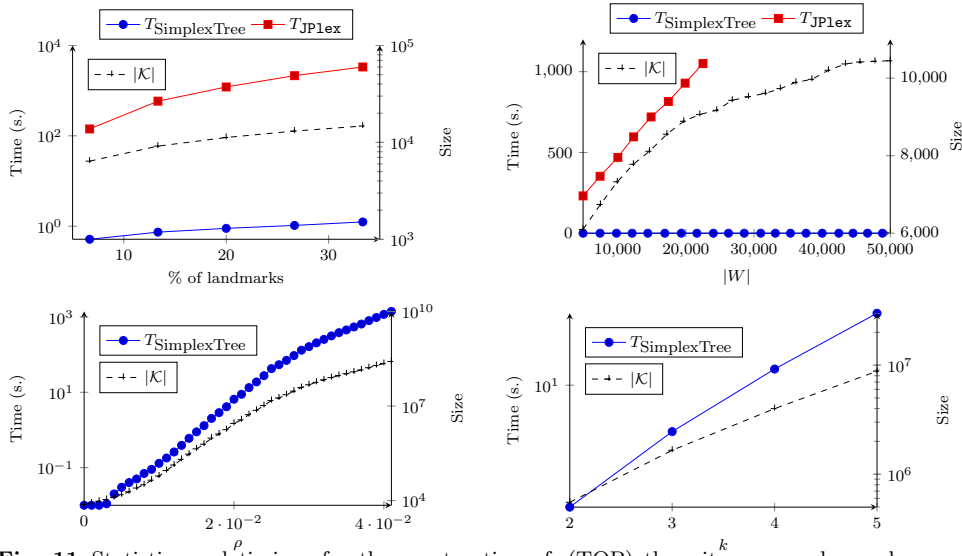 T_SimplexTree T_JPlex
|K|
Time (s.)
10^4
10^2
10^0
10^5
10^4
10^3
Size
10 20 30
% of landmarks
T_SimplexTree T_JPlex
|K|
Time (s.)
1,000
500
0
10,000
8,000
6,000
Size
10,000 20,000 30,000 40,000 50,000
|W|
T_SimplexTree
|K|
Time (s.)
10^3
10^1
10^−1
10^10
10^7
10^4
Size
0 2 · 10^−2 4 · 10^−2
ρ
T_SimplexTree
|K|
Time (s.)
10^1
10^7
10^6
Size
2 3 4 5
k